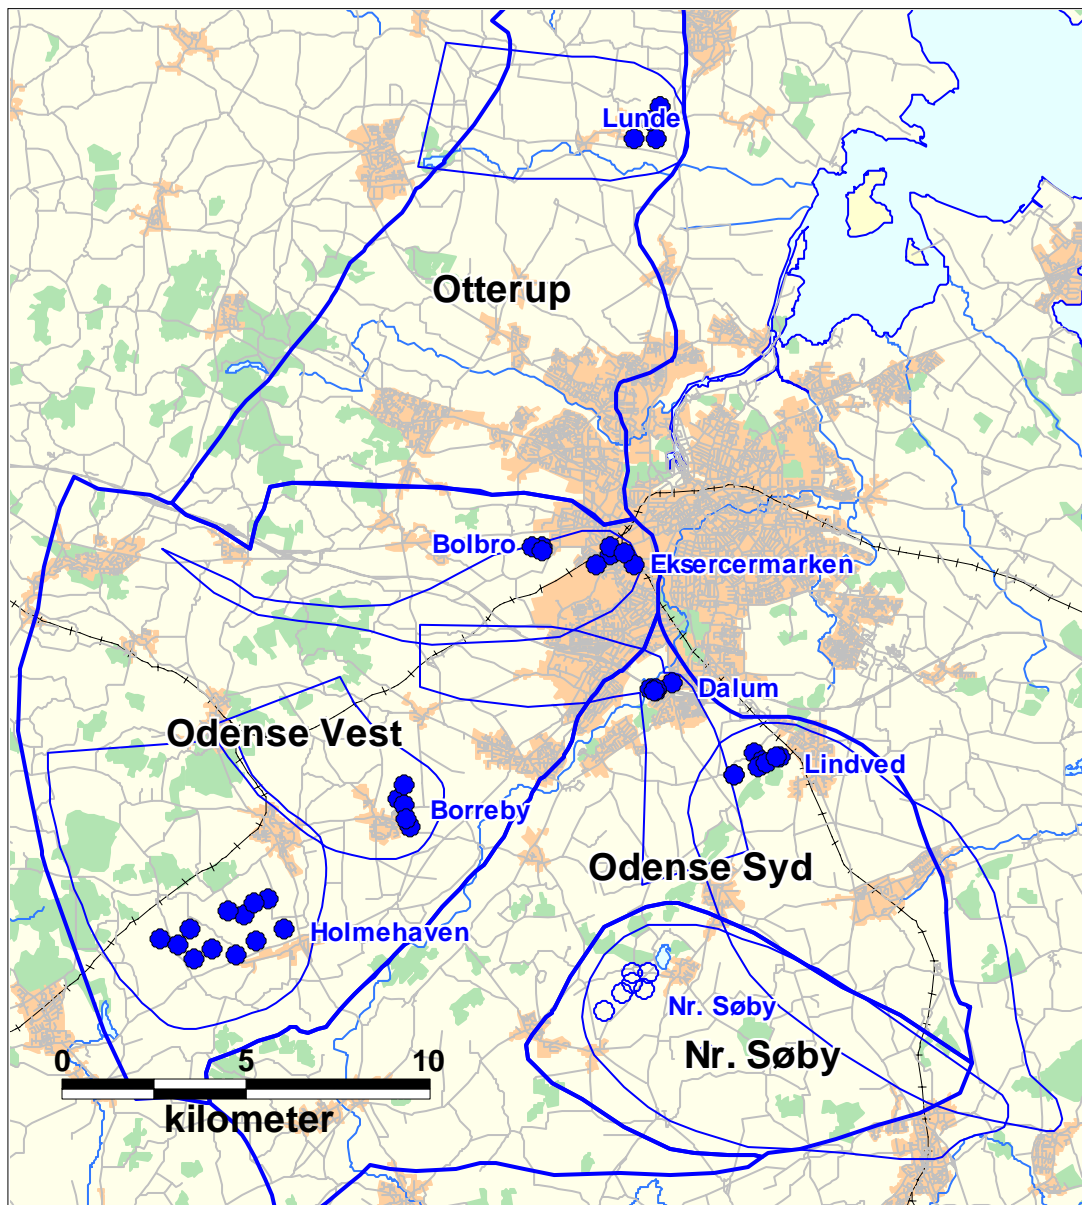 Lunde
Otterup
Bolbro
Eksercermarken
Dalum
Odense Vest
Lindved
Borreby
Odense Syd
Holmehaven
Nr. Søby
Nr. Søby
0 5 10
kilometer